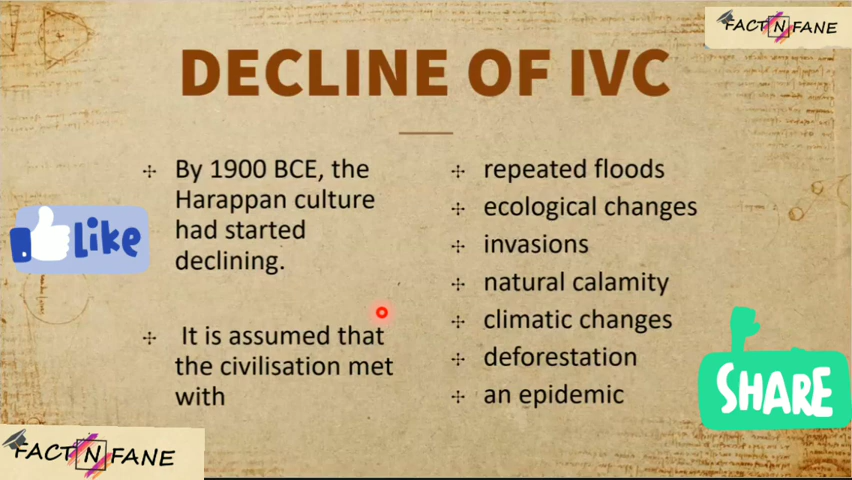 FACT N FANE
DECLINE OF IVC
By 1900 BCE, the
Harappan culture
had started
declining.
It is assumed that
the civilisation met
with
repeated floods
ecological changes
invasions
natural calamity
climatic changes
deforestation
an epidemic
LiKe
SHARE
FACT N FANE